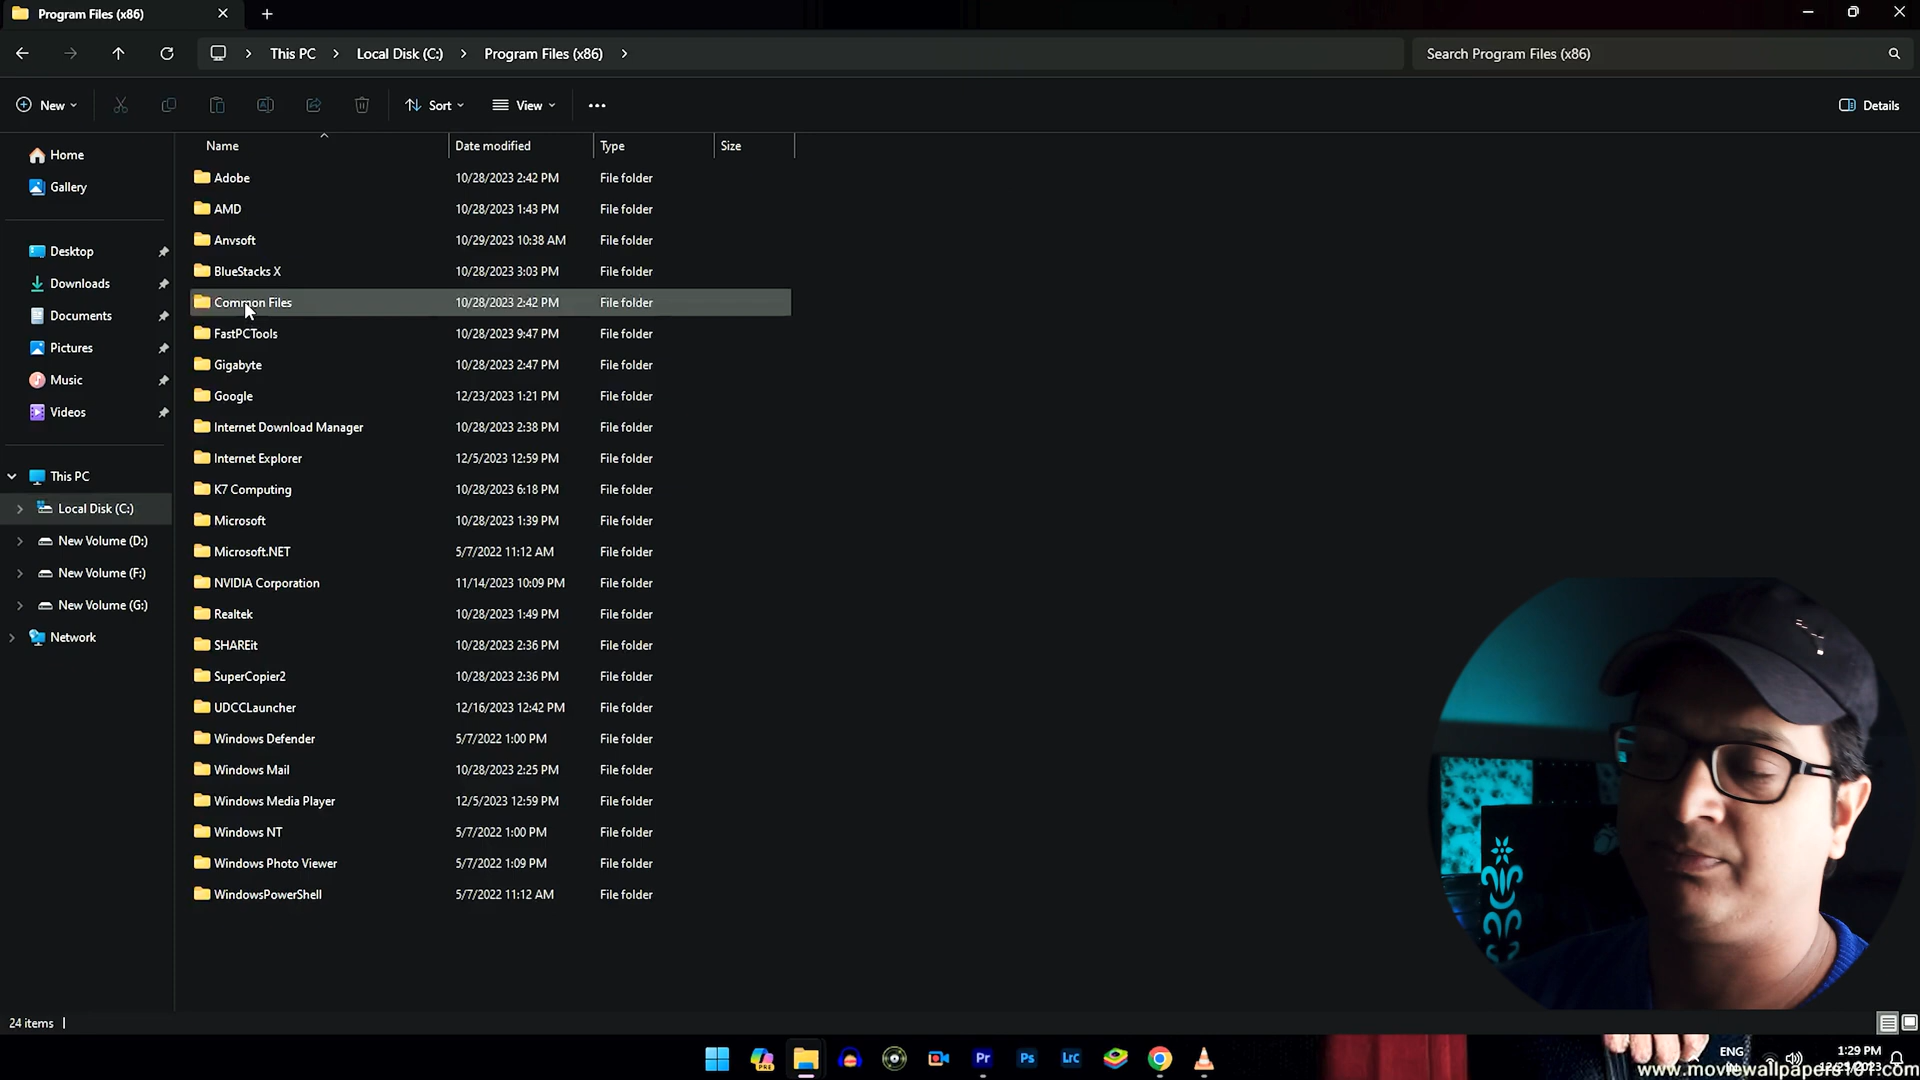 Program Files (x86)
This PC > Local Disk (C:) > Program Files (x86) >
Search Program Files (x86)
New
Sort
View
Details
Name Date modified Type Size
Home
Gallery
Desktop
Downloads
Documents
Pictures
Music
Videos
This PC
Local Disk (C:)
New Volume (D:)
New Volume (F:)
New Volume (G:)
Network
Adobe 10/28/2023 2:42 PM File folder
AMD 10/28/2023 1:43 PM File folder
Anvsoft 10/29/2023 10:38 AM File folder
BlueStacks X 10/28/2023 3:03 PM File folder
Common Files 10/28/2023 2:42 PM File folder
FastPCTools 10/28/2023 9:47 PM File folder
Gigabyte 10/28/2023 2:47 PM File folder
Google 12/23/2023 1:21 PM File folder
Internet Download Manager 10/28/2023 2:38 PM File folder
Internet Explorer 12/5/2023 12:59 PM File folder
K7 Computing 10/28/2023 6:18 PM File folder
Microsoft 10/28/2023 1:39 PM File folder
Microsoft.NET 5/7/2022 11:12 AM File folder
NVIDIA Corporation 11/14/2023 10:09 PM File folder
Realtek 10/28/2023 1:49 PM File folder
SHAREit 10/28/2023 2:36 PM File folder
SuperCopier2 10/28/2023 2:36 PM File folder
UDCCLauncher 12/16/2023 12:42 PM File folder
Windows Defender 5/7/2022 1:00 PM File folder
Windows Mail 10/28/2023 2:25 PM File folder
Windows Media Player 12/5/2023 12:59 PM File folder
Windows NT 5/7/2022 1:00 PM File folder
Windows Photo Viewer 5/7/2022 1:09 PM File folder
WindowsPowerShell 5/7/2022 11:12 AM File folder
24 items
PRE
Pr
Ps
Lrc
ENG
1:29 PM
www.moviewallpapers101.com